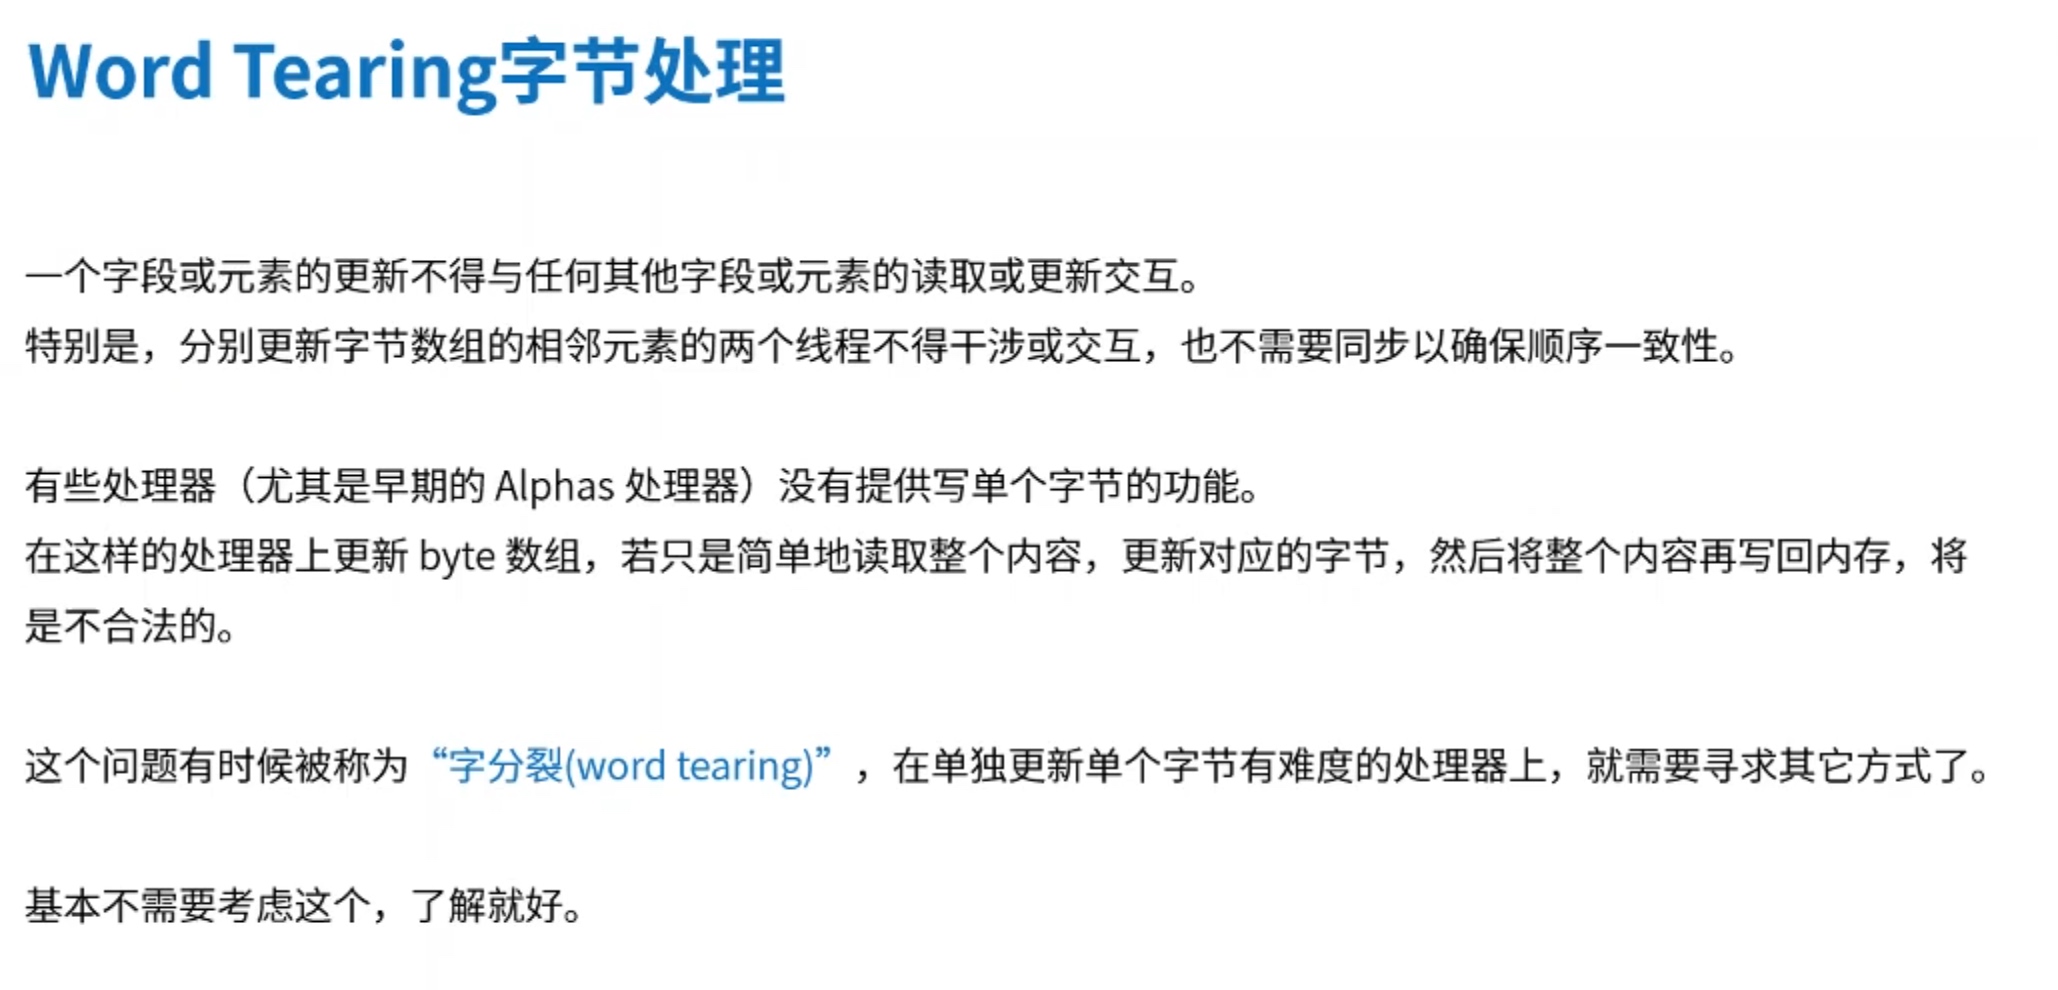 Word Tearing字节处理
一个字段或元素的更新不得与任何其他字段或元素的读取或更新交互。
特别是，分别更新字节数组的相邻元素的两个线程不得干涉或交互，也不需要同步以确保顺序一致性。
有些处理器（尤其是早期的 Alphas 处理器）没有提供写单个字节的功能。
在这样的处理器上更新 byte 数组，若只是简单地读取整个内容，更新对应的字节，然后将整个内容再写回内存，将
是不合法的。
这个问题有时候被称为“字分裂(word tearing)”，在单独更新单个字节有难度的处理器上，就需要寻求其它方式了。
基本不需要考虑这个，了解就好。